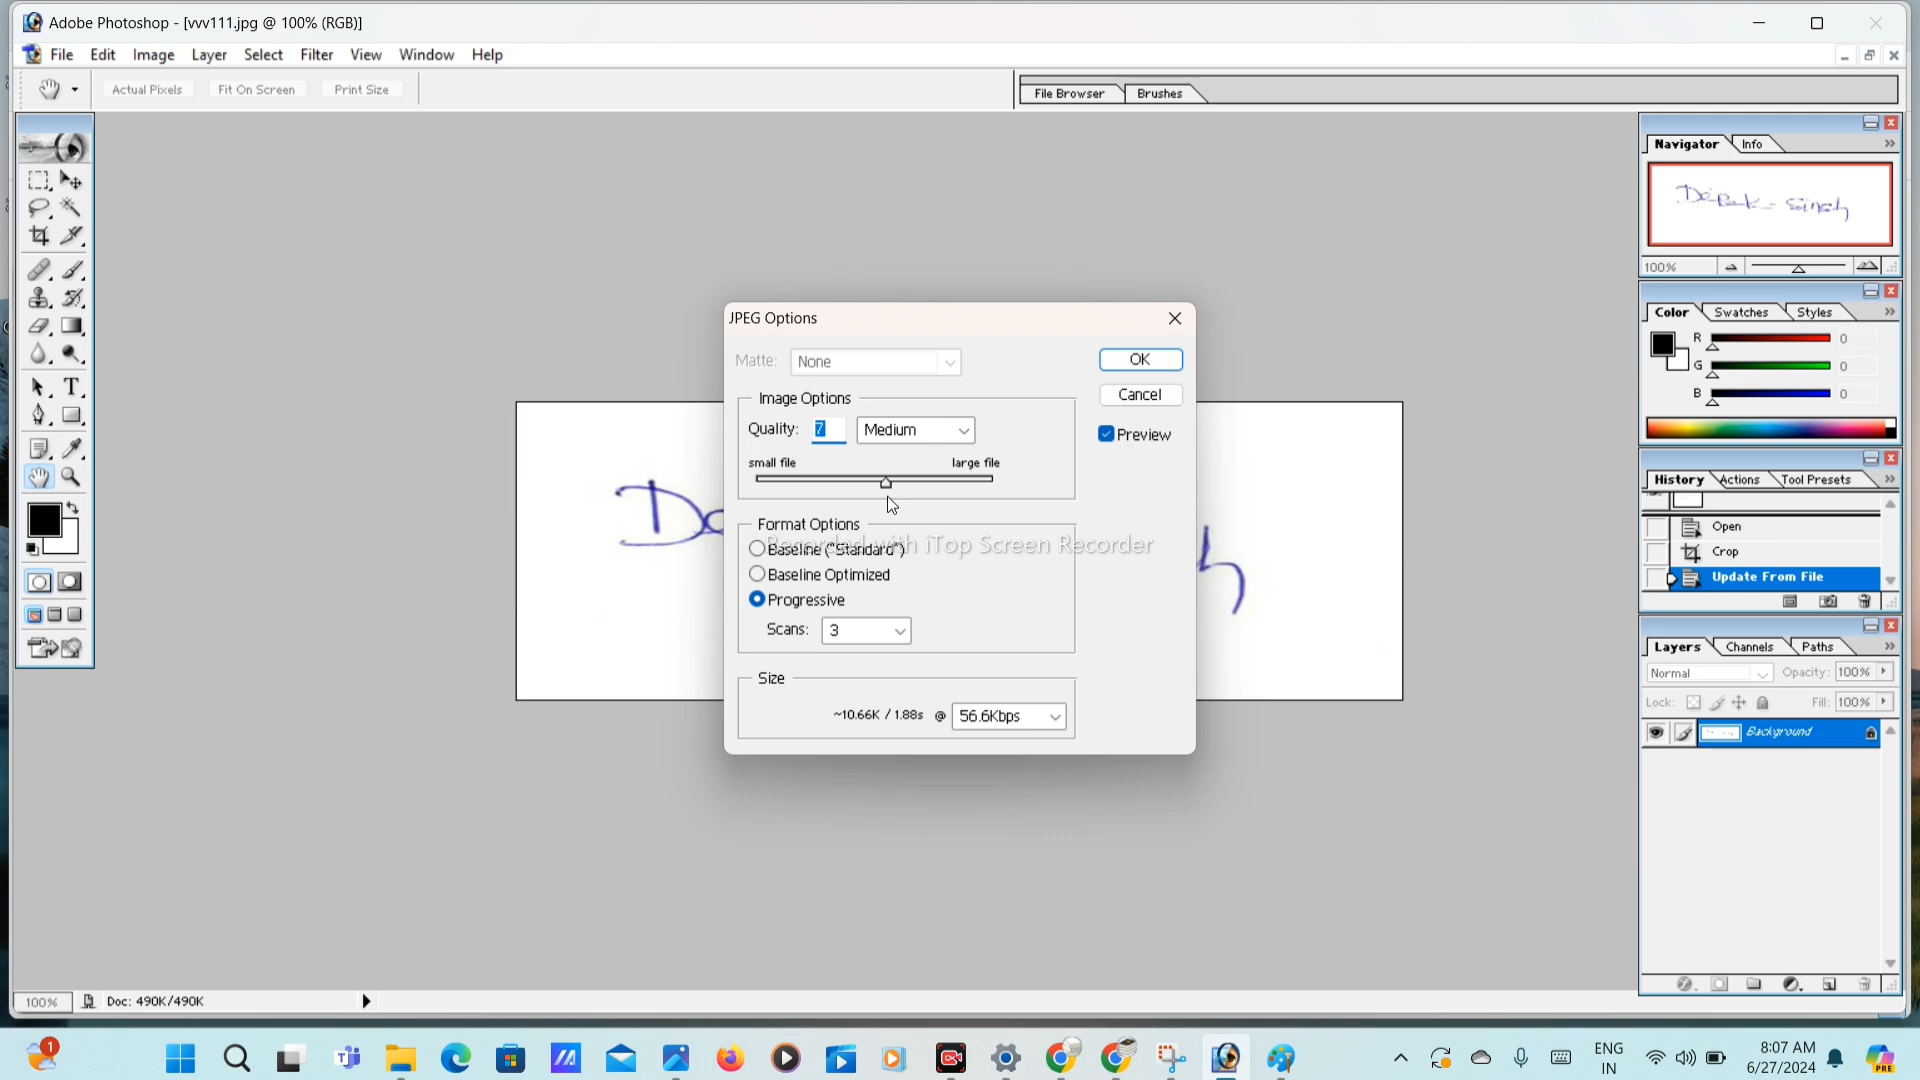 Adobe Photoshop - [vvv111.jpg @ 100% (RGB)]
File Edit Image Layer Select Filter View Window Help
Actual Pixels Fit On Screen Print Size
File Browser Brushes
Navigator Info
Depak - Singh
100%
Color Swatches Styles
R 0
G 0
B 0
JPEG Options
Matte: None
OK
Cancel
Preview
Image Options
Quality: 7 Medium
small file large file
Format Options
Baseline ("Standard")
Recorded with iTop Screen Recorder
Baseline Optimized
Progressive
Scans: 3
Size
~10.66K / 1.88s @ 56.6Kbps
History Actions Tool Presets
Open
Crop
Update From File
Layers Channels Paths
Normal Opacity: 100%
Lock: Fill: 100%
Background
100% Doc: 490K/490K
1
ENG
IN
8:07 AM
6/27/2024
PRE